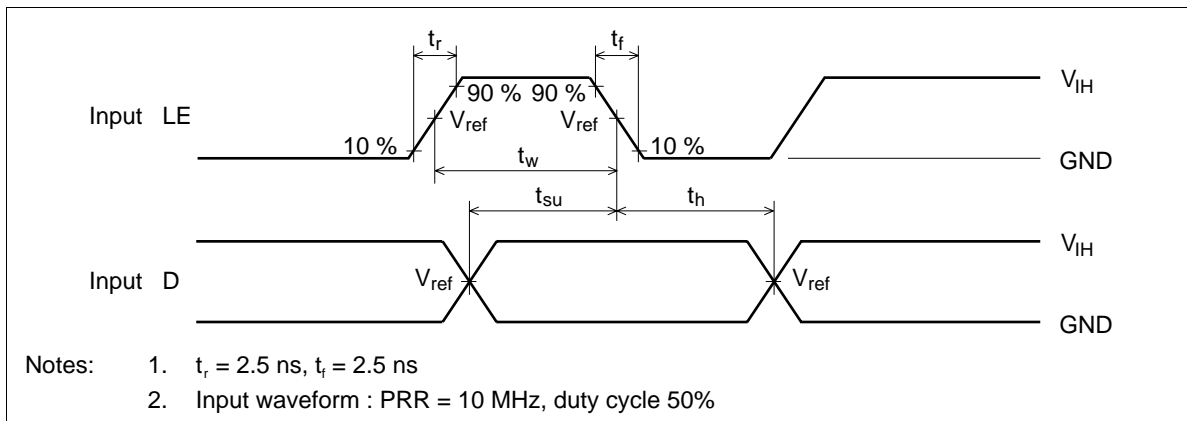 tr tf
VIH
90 % 90 %
Input LE Vref Vref
10 % 10 %
tw
GND
tsu th
VIH
Input D Vref Vref
GND
Notes: 1. tr = 2.5 ns, tf = 2.5 ns
2. Input waveform : PRR = 10 MHz, duty cycle 50%